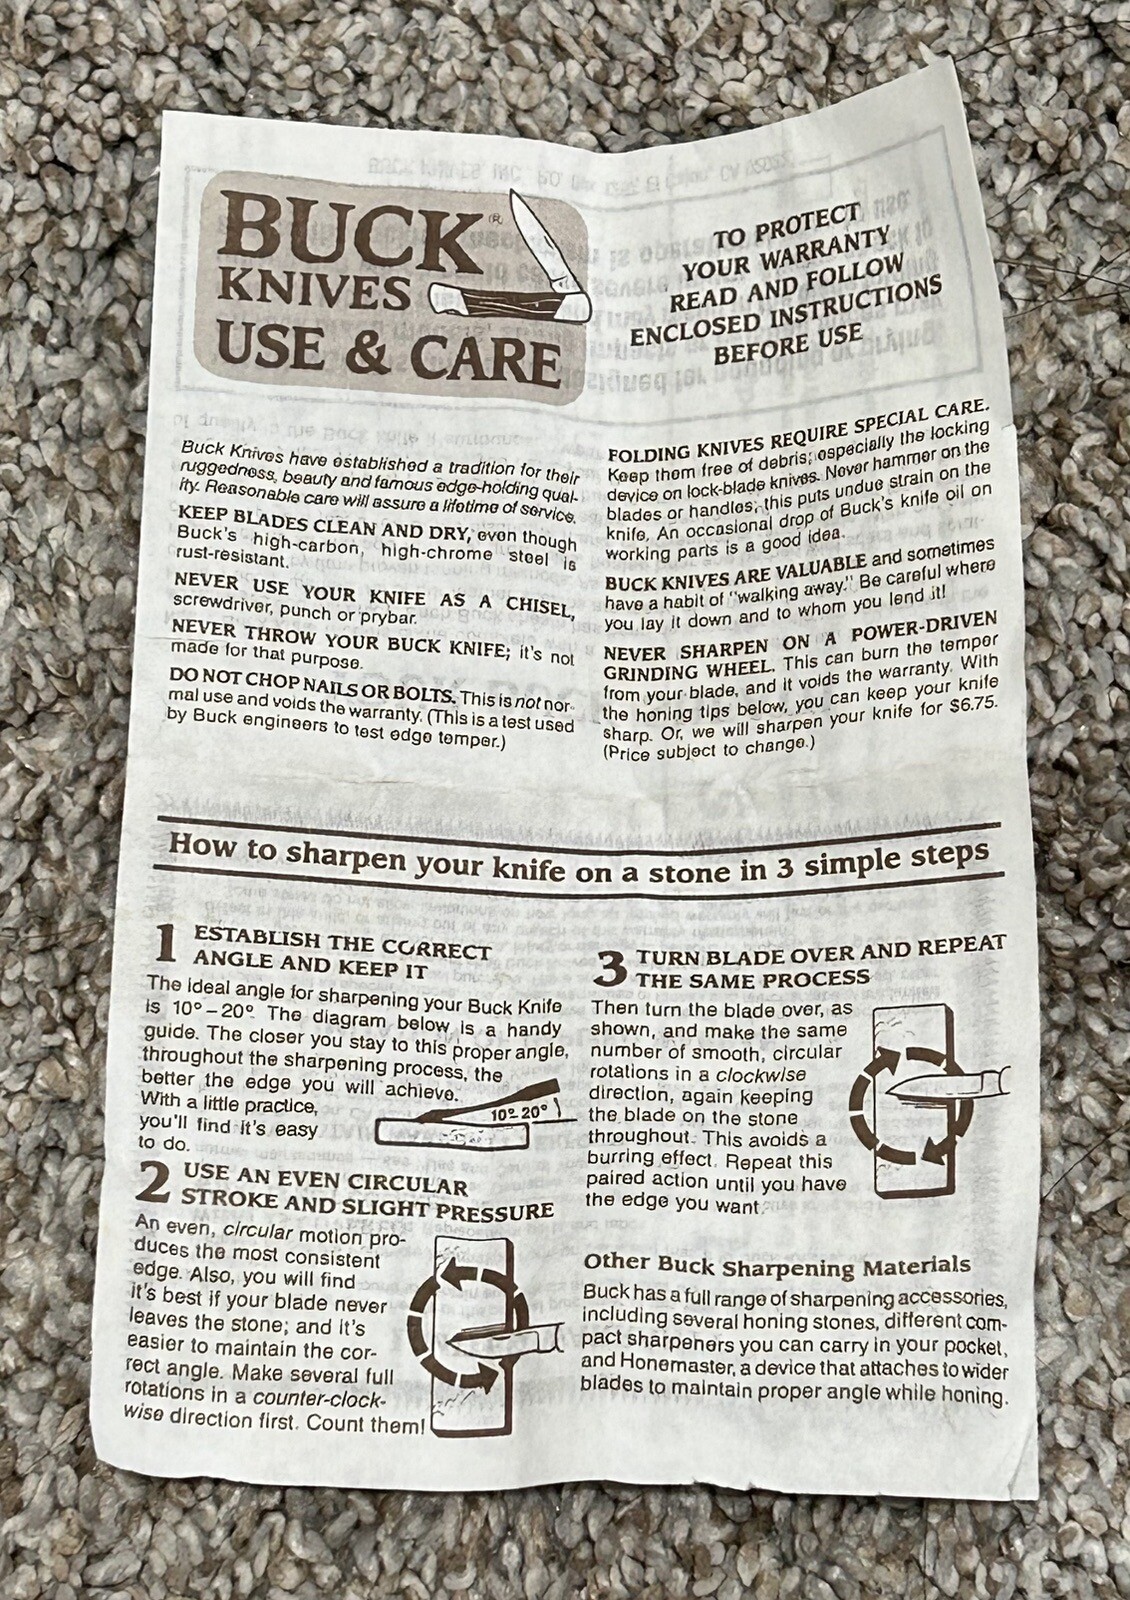 BUCK®
KNIVES
USE & CARE
TO PROTECT
YOUR WARRANTY
READ AND FOLLOW
ENCLOSED INSTRUCTIONS
BEFORE USE
Buck Knives have established a tradition for their
ruggedness, beauty and famous edge-holding qual-
ity. Reasonable care will assure a lifetime of service.
KEEP BLADES CLEAN AND DRY, even though
Buck's high-carbon, high-chrome steel is
rust-resistant.
NEVER USE YOUR KNIFE AS A CHISEL,
screwdriver, punch or prybar.
NEVER THROW YOUR BUCK KNIFE; it's not
made for that purpose.
DO NOT CHOP NAILS OR BOLTS. This is not nor-
mal use and voids the warranty. (This is a test used
by Buck engineers to test edge temper.)
FOLDING KNIVES REQUIRE SPECIAL CARE.
Keep them free of debris; especially the locking
device on lock-blade knives. Never hammer on the
blades or handles; this puts undue strain on the
knife. An occasional drop of Buck's knife oil on
working parts is a good idea.
BUCK KNIVES ARE VALUABLE and sometimes
have a habit of "walking away." Be careful where
you lay it down and to whom you lend it!
NEVER SHARPEN ON A POWER-DRIVEN
GRINDING WHEEL. This can burn the temper
from your blade, and it voids the warranty. With
the honing tips below, you can keep your knife
sharp. Or, we will sharpen your knife for $6.75.
(Price subject to change.)
How to sharpen your knife on a stone in 3 simple steps
1 ESTABLISH THE CORRECT
ANGLE AND KEEP IT
The ideal angle for sharpening your Buck Knife
is 10°–20°. The diagram below is a handy
guide. The closer you stay to this proper angle,
throughout the sharpening process, the
better the edge you will achieve.
With a little practice,
you'll find it's easy
to do.
10°-20°
2 USE AN EVEN CIRCULAR
STROKE AND SLIGHT PRESSURE
An even, circular motion pro-
duces the most consistent
edge. Also, you will find
it's best if your blade never
leaves the stone; and it's
easier to maintain the cor-
rect angle. Make several full
rotations in a counter-clock-
wise direction first. Count them!
3 TURN BLADE OVER AND REPEAT
THE SAME PROCESS
Then turn the blade over, as
shown, and make the same
number of smooth, circular
rotations in a clockwise
direction, again keeping
the blade on the stone
throughout. This avoids a
burring effect. Repeat this
paired action until you have
the edge you want.
Other Buck Sharpening Materials
Buck has a full range of sharpening accessories,
including several honing stones, different com-
pact sharpeners you can carry in your pocket,
and Honemaster, a device that attaches to wider
blades to maintain proper angle while honing.